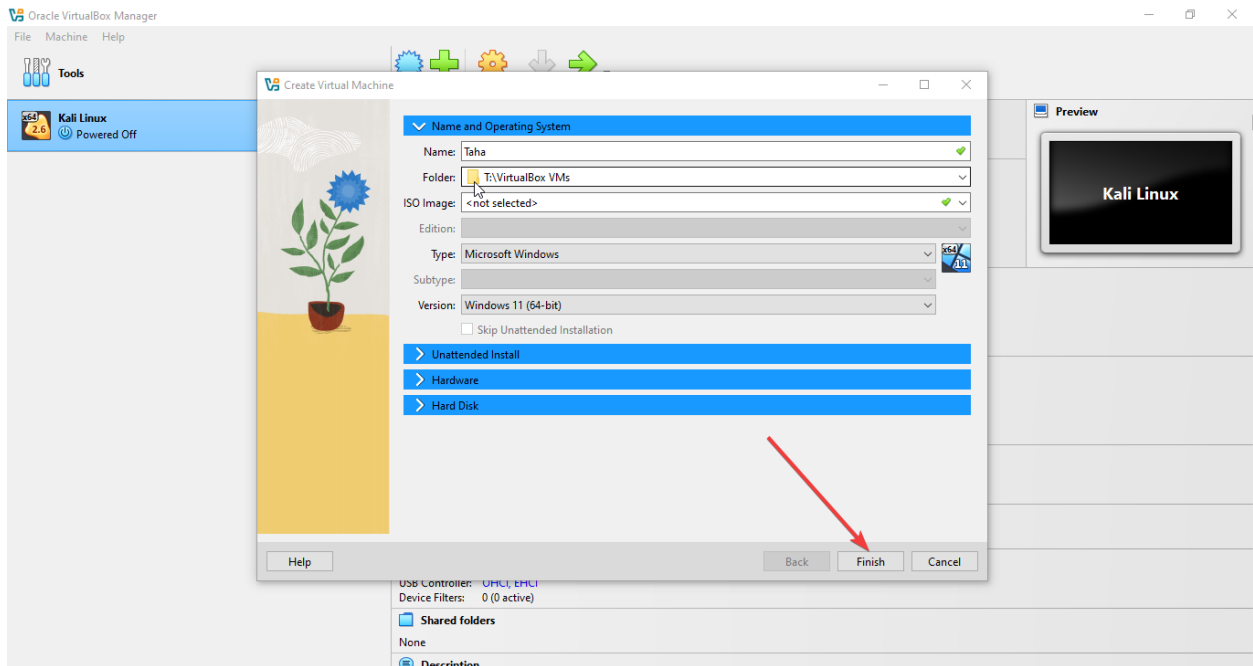 Oracle VirtualBox Manager
File Machine Help
Tools
x64
2.6
Kali Linux
Powered Off
Create Virtual Machine
Name and Operating System
Name: Taha
Folder: T:\VirtualBox VMs
ISO Image: <not selected>
Edition:
Type: Microsoft Windows
x64
11
Subtype:
Version: Windows 11 (64-bit)
Skip Unattended Installation
Unattended Install
Hardware
Hard Disk
Help
Back
Finish
Cancel
Preview
Kali Linux
USB Controller: OHCI, EHCI
Device Filters: 0 (0 active)
Shared folders
None
Description